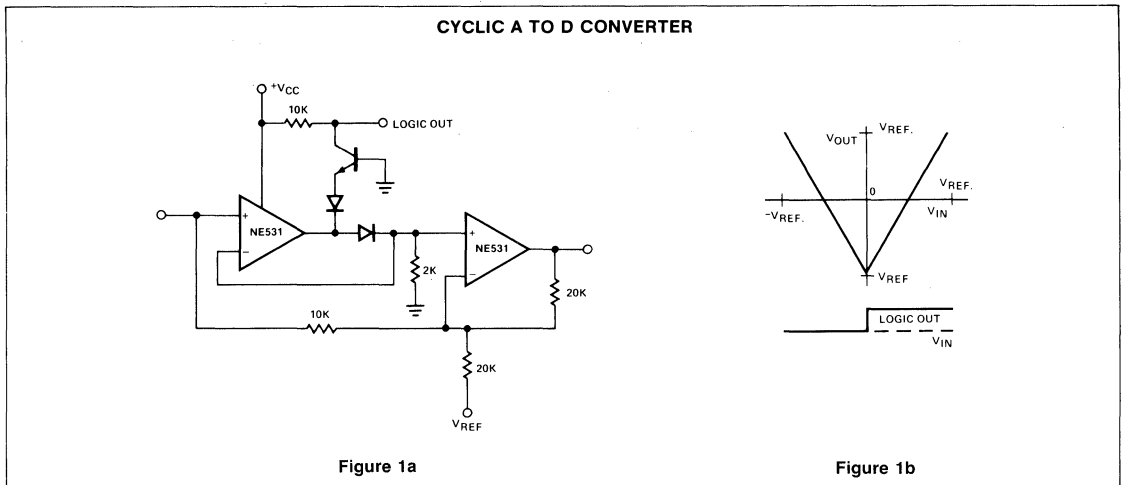 CYCLIC A TO D CONVERTER
+VCC
10K
LOGIC OUT
+
NE531
−
+
NE531
−
2K
20K
10K
20K
VREF
Figure 1a
VOUT
VREF.
0
VREF.
-VREF.
VIN
VREF
LOGIC OUT
VIN
Figure 1b